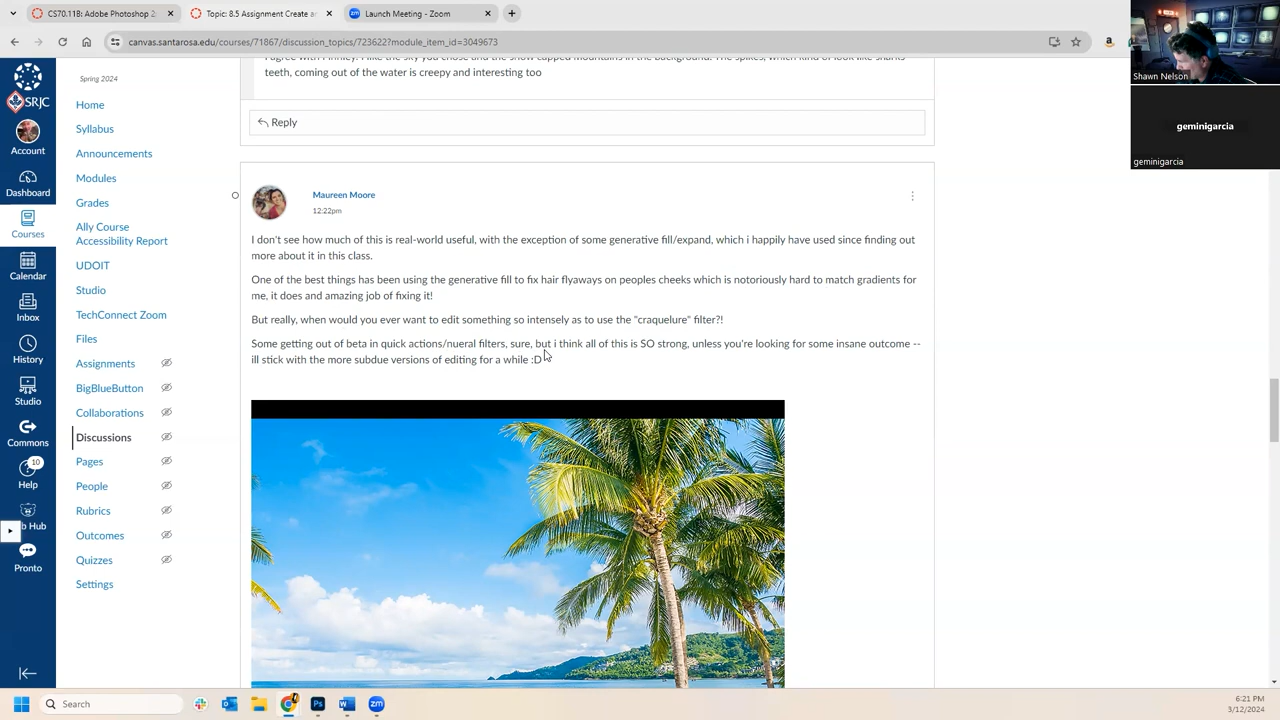 CS70.11B: Adobe Photoshop 2
Topic: 8.5 Assignment Create ar
Launch Meeting - Zoom
canvas.santarosa.edu/courses/71867/discussion_topics/723622?module_item_id=3049673
Shawn Nelson
geminigarcia
geminigarcia
SRJC
Account
Dashboard
Courses
Calendar
Inbox
History
Studio
Commons
10
Help
Hub
Pronto
Spring 2024
Home
Syllabus
Announcements
Modules
Grades
Ally Course
Accessibility Report
UDOIT
Studio
TechConnect Zoom
Files
Assignments
BigBlueButton
Collaborations
Discussions
Pages
People
Rubrics
Outcomes
Quizzes
Settings
teeth, coming out of the water is creepy and interesting too
Reply
Maureen Moore
12:22pm
I don't see how much of this is real-world useful, with the exception of some generative fill/expand, which i happily have used since finding out
more about it in this class.
One of the best things has been using the generative fill to fix hair flyaways on peoples cheeks which is notoriously hard to match gradients for
me, it does and amazing job of fixing it!
But really, when would you ever want to edit something so intensely as to use the "craquelure" filter?!
Some getting out of beta in quick actions/nueral filters, sure, but i think all of this is SO strong, unless you're looking for some insane outcome --
ill stick with the more subdue versions of editing for a while :D
Search
6:21 PM
3/12/2024